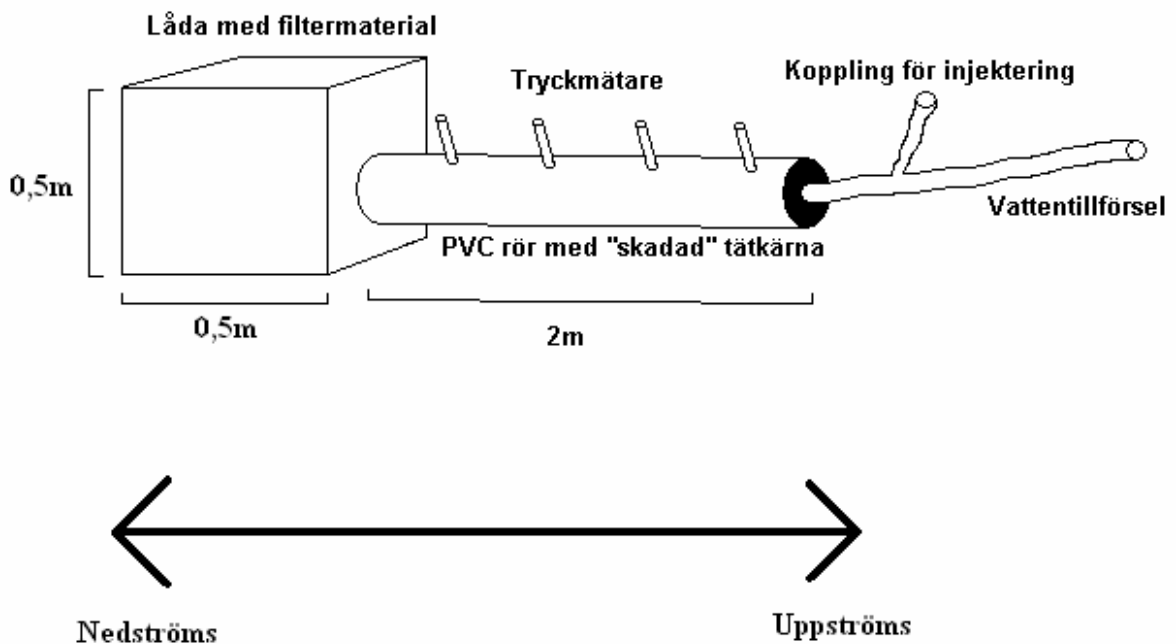 Låda med filtermaterial
Koppling för injektering
Tryckmätare
0,5m
Vattentillförsel
PVC rör med "skadad" tätkärna
0,5m
2m
Nedströms
Uppströms